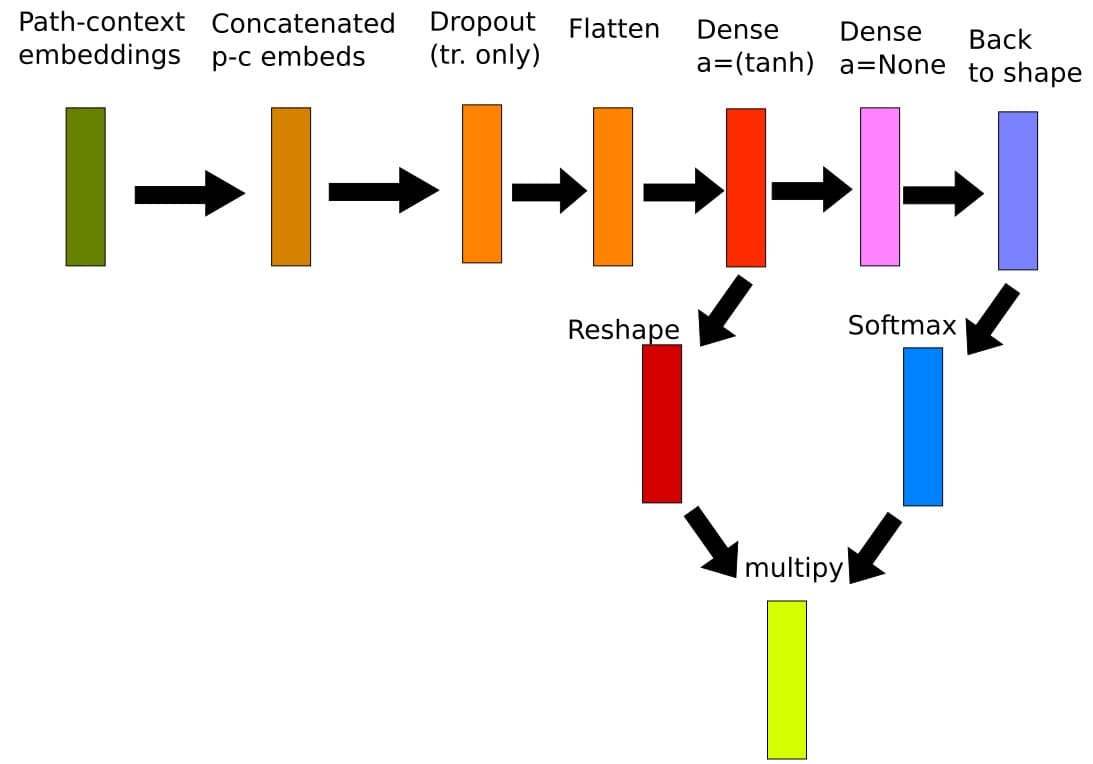 Path-context
embeddings
Concatenated
p-c embeds
Dropout
(tr. only)
Flatten
Dense
a=(tanh)
Dense
a=None
Back
to shape
Reshape
Softmax
multipy